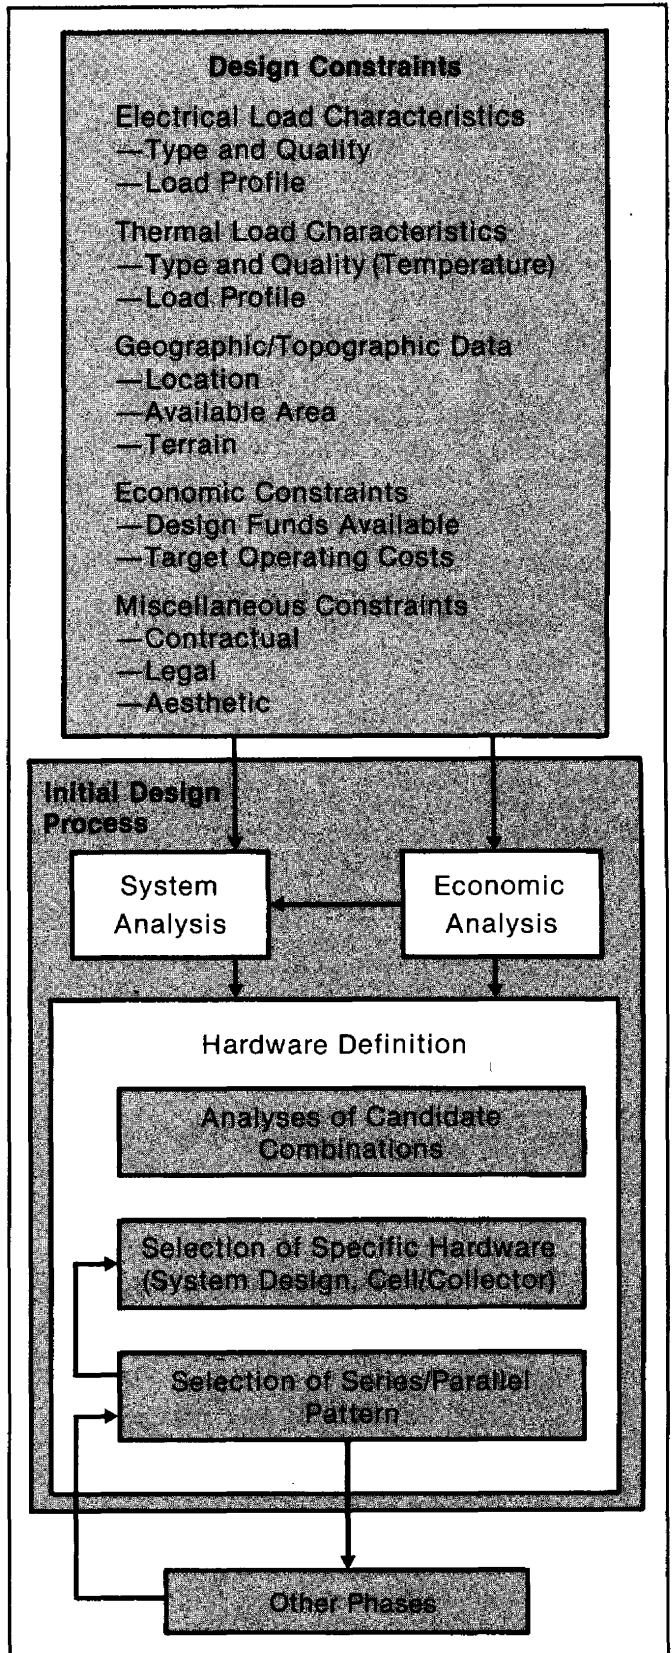 Design Constraints
Electrical Load Characteristics
—Type and Quality
—Load Profile
Thermal Load Characteristics
—Type and Quality (Temperature)
—Load Profile
Geographic/Topographic Data
—Location
—Available Area
—Terrain
Economic Constraints
—Design Funds Available
—Target Operating Costs
Miscellaneous Constraints
—Contractual
—Legal
—Aesthetic
Initial Design
Process
System
Analysis
Economic
Analysis
Hardware Definition
Analyses of Candidate
Combinations
Selection of Specific Hardware
(System Design, Cell/Collector)
Selection of Series/Parallel
Pattern
Other Phases